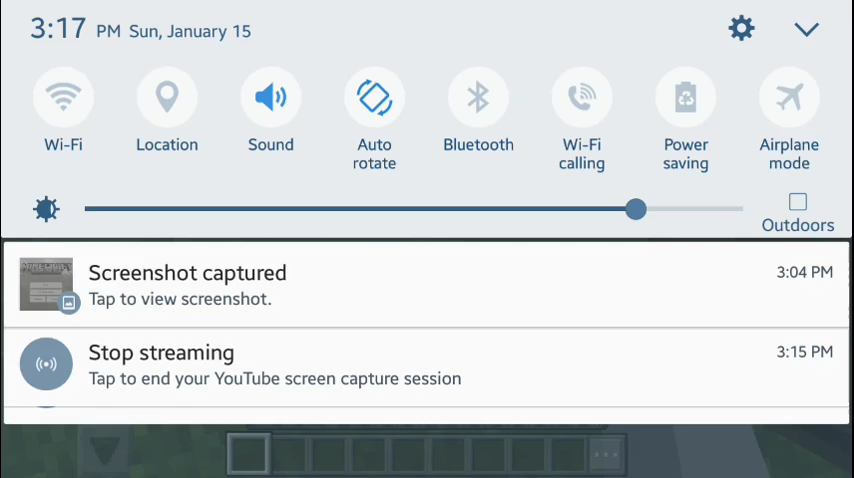 3:17 PM Sun, January 15
Wi-Fi
Location
Sound
Auto
rotate
Bluetooth
Wi-Fi
calling
Power
saving
Airplane
mode
Outdoors
Screenshot captured
3:04 PM
Tap to view screenshot.
Stop streaming
3:15 PM
Tap to end your YouTube screen capture session